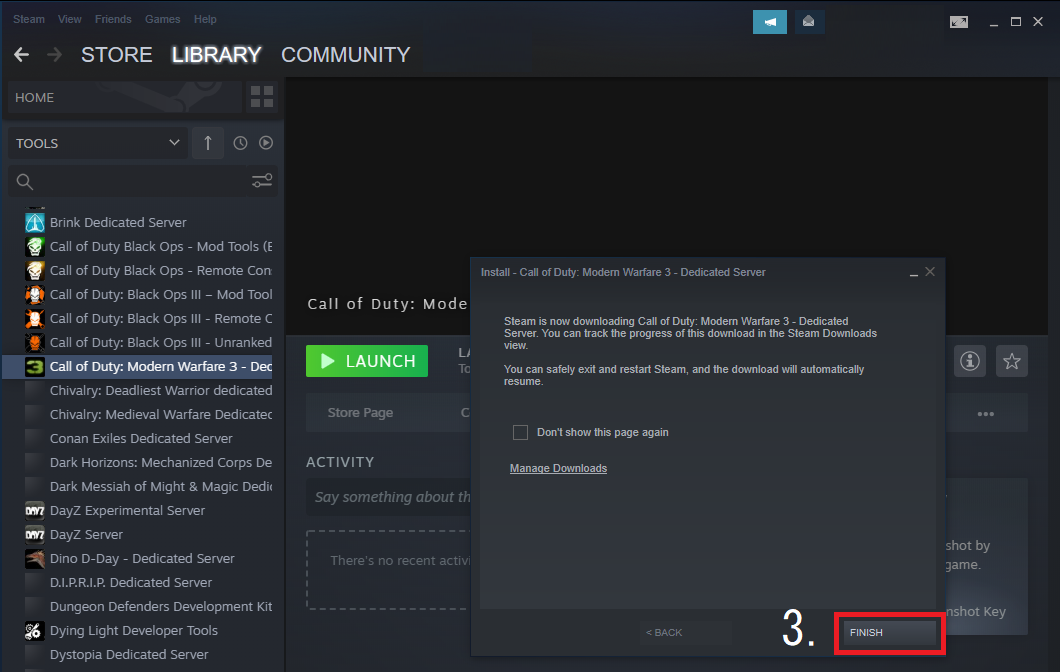 Steam View Friends Games Help
STORE LIBRARY COMMUNITY
HOME
TOOLS
Brink Dedicated Server
Call of Duty Black Ops - Mod Tools (B
Call of Duty Black Ops - Remote Con
Call of Duty: Black Ops III – Mod Tool
Call of Duty: Black Ops III - Remote C
Call of Duty: Black Ops III - Unranked
3 Call of Duty: Modern Warfare 3 - Dec
Chivalry: Deadliest Warrior dedicated
Chivalry: Medieval Warfare Dedicated
Conan Exiles Dedicated Server
Dark Horizons: Mechanized Corps De
Dark Messiah of Might & Magic Dedic
DAYZ DayZ Experimental Server
DAYZ DayZ Server
Dino D-Day - Dedicated Server
D.I.P.R.I.P. Dedicated Server
Dungeon Defenders Development Kit
Dying Light Developer Tools
Dystopia Dedicated Server
Call of Duty: Mode
LAUNCH
LA
To
Store Page
C
ACTIVITY
Say something about th
There's no recent activi
Install - Call of Duty: Modern Warfare 3 - Dedicated Server
Steam is now downloading Call of Duty: Modern Warfare 3 - Dedicated
Server. You can track the progress of this download in the Steam Downloads
view.
You can safely exit and restart Steam, and the download will automatically
resume.
Don't show this page again
Manage Downloads
< BACK
3.
FINISH
shot by
game.
nshot Key